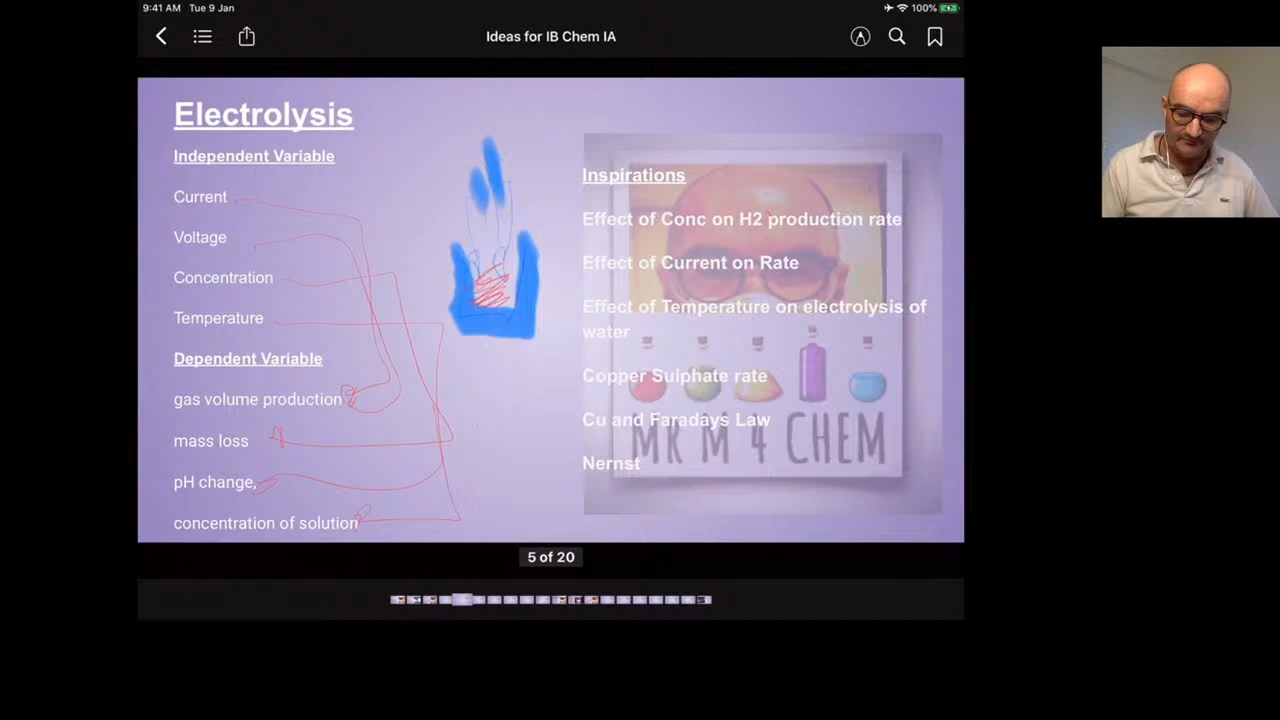 9:41 AM Tue 9 Jan
100%
Ideas for IB Chem IA
Electrolysis
Independent Variable
Current
Voltage
Concentration
Temperature
Dependent Variable
gas volume production
mass loss
pH change,
concentration of solution
Inspirations
Effect of Conc on H2 production rate
Effect of Current on Rate
Effect of Temperature on electrolysis of
water
Copper Sulphate rate
Cu and Faradays Law
Nernst
MR M 4 CHEM
5 of 20